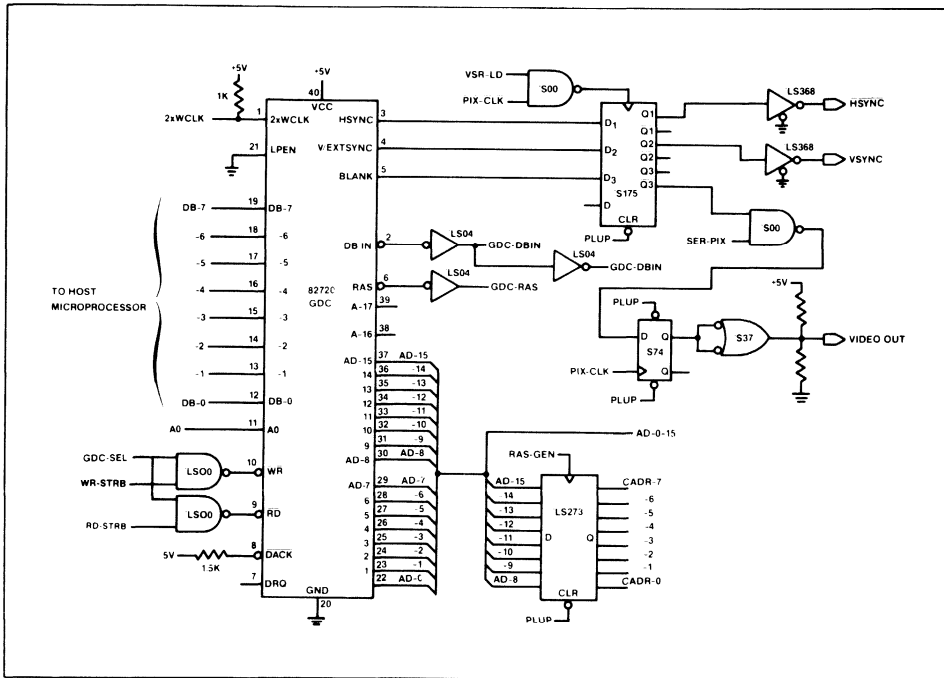 +5V
1K
2xWCLK
1
2xWCLK
21
LPEN
+5V
40
VCC
HSYNC
3
V/EXTSYNC
4
BLANK
5
VSR-LD
PIX-CLK
S00
D1
D2
D3
D
S175
CLR
PLUP
Q1
Q1
Q2
Q2
Q3
Q3
LS368
HSYNC
LS368
VSYNC
S00
SER-PIX
TO HOST
MICROPROCESSOR
DB-7
19
DB-7
-6
18
-6
-5
17
-5
-4
16
-4
-3
15
-3
-2
14
-2
-1
13
-1
DB-0
12
DB-0
A0
11
A0
GDC-SEL
WR-STRB
LS00
10
WR
RD-STRB
LS00
9
RD
5V
1.5K
8
DACK
7
DRQ
GND
20
82720
GDC
DB IN
2
LS04
GDC-DBIN
LS04
GDC-DBIN
RAS
6
LS04
GDC-RAS
A-17
39
A-16
38
AD-15
37
AD-15
14
36
-14
13
35
-13
12
34
-12
11
33
-11
10
32
-10
9
31
-9
AD-8
30
AD-8
AD-7
29
AD-7
6
28
-6
5
27
-5
4
26
-4
3
25
-3
2
24
-2
1
23
-1
22
AD-0
PLUP
D
Q
S74
Q
PIX-CLK
PLUP
S37
+5V
VIDEO OUT
AD-0-15
RAS-GEN
AD-15
-14
-13
-12
-11
-10
-9
AD-8
LS273
D
Q
CLR
PLUP
CADR-7
-6
-5
-4
-3
-2
-1
CADR-0